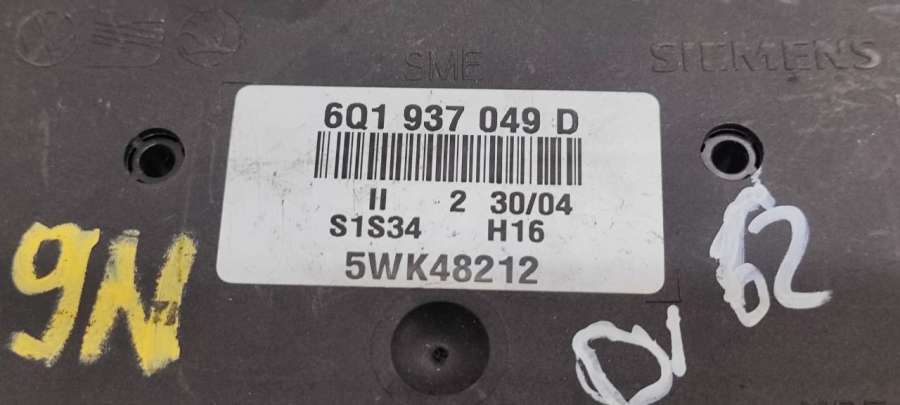 SME SIEMENS
6Q1 937 049 D
II 2 30/04
S1S34 H16
5WK48212
9N
62